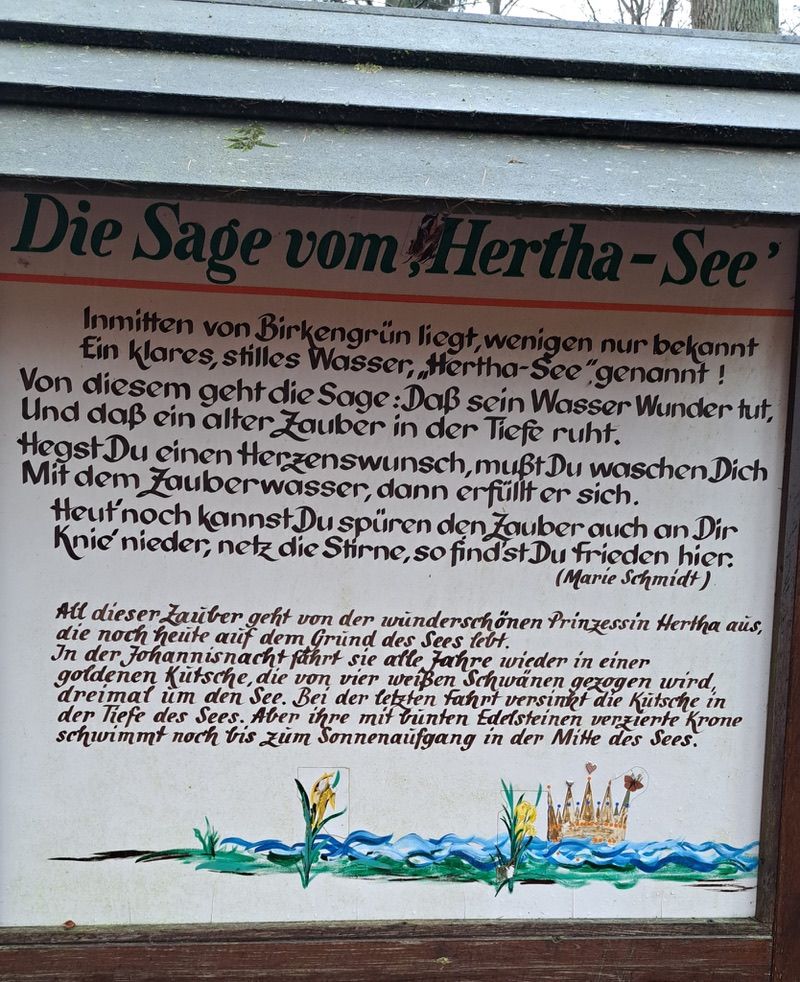 Die Sage vom ‚Hertha-See’
Inmitten von Birkengrün liegt, wenigen nur bekannt
Ein klares, stilles Wasser, „Hertha-See”, genannt !
Von diesem geht die Sage: Daß sein Wasser Wunder tut,
Und daß ein alter Zauber in der Tiefe ruht.
Hegst Du einen Herzenswunsch, mußt Du waschen Dich
Mit dem Zauberwasser, dann erfüllt er sich.
Heut' noch kannst Du spüren den Zauber auch an Dir
Knie' nieder, netz die Stirne, so find'st Du Frieden hier.
(Marie Schmidt)
All dieser Zauber geht von der wunderschönen Prinzessin Hertha aus,
die noch heute auf dem Grund des Sees lebt.
In der Johannisnacht fährt sie alle Jahre wieder in einer
goldenen Kutsche, die von vier weißen Schwänen gezogen wird,
dreimal um den See. Bei der letzten Fahrt versinkt die Kutsche in
der Tiefe des Sees. Aber ihre mit bunten Edelsteinen verzierte Krone
schwimmt noch bis zum Sonnenaufgang in der Mitte des Sees.